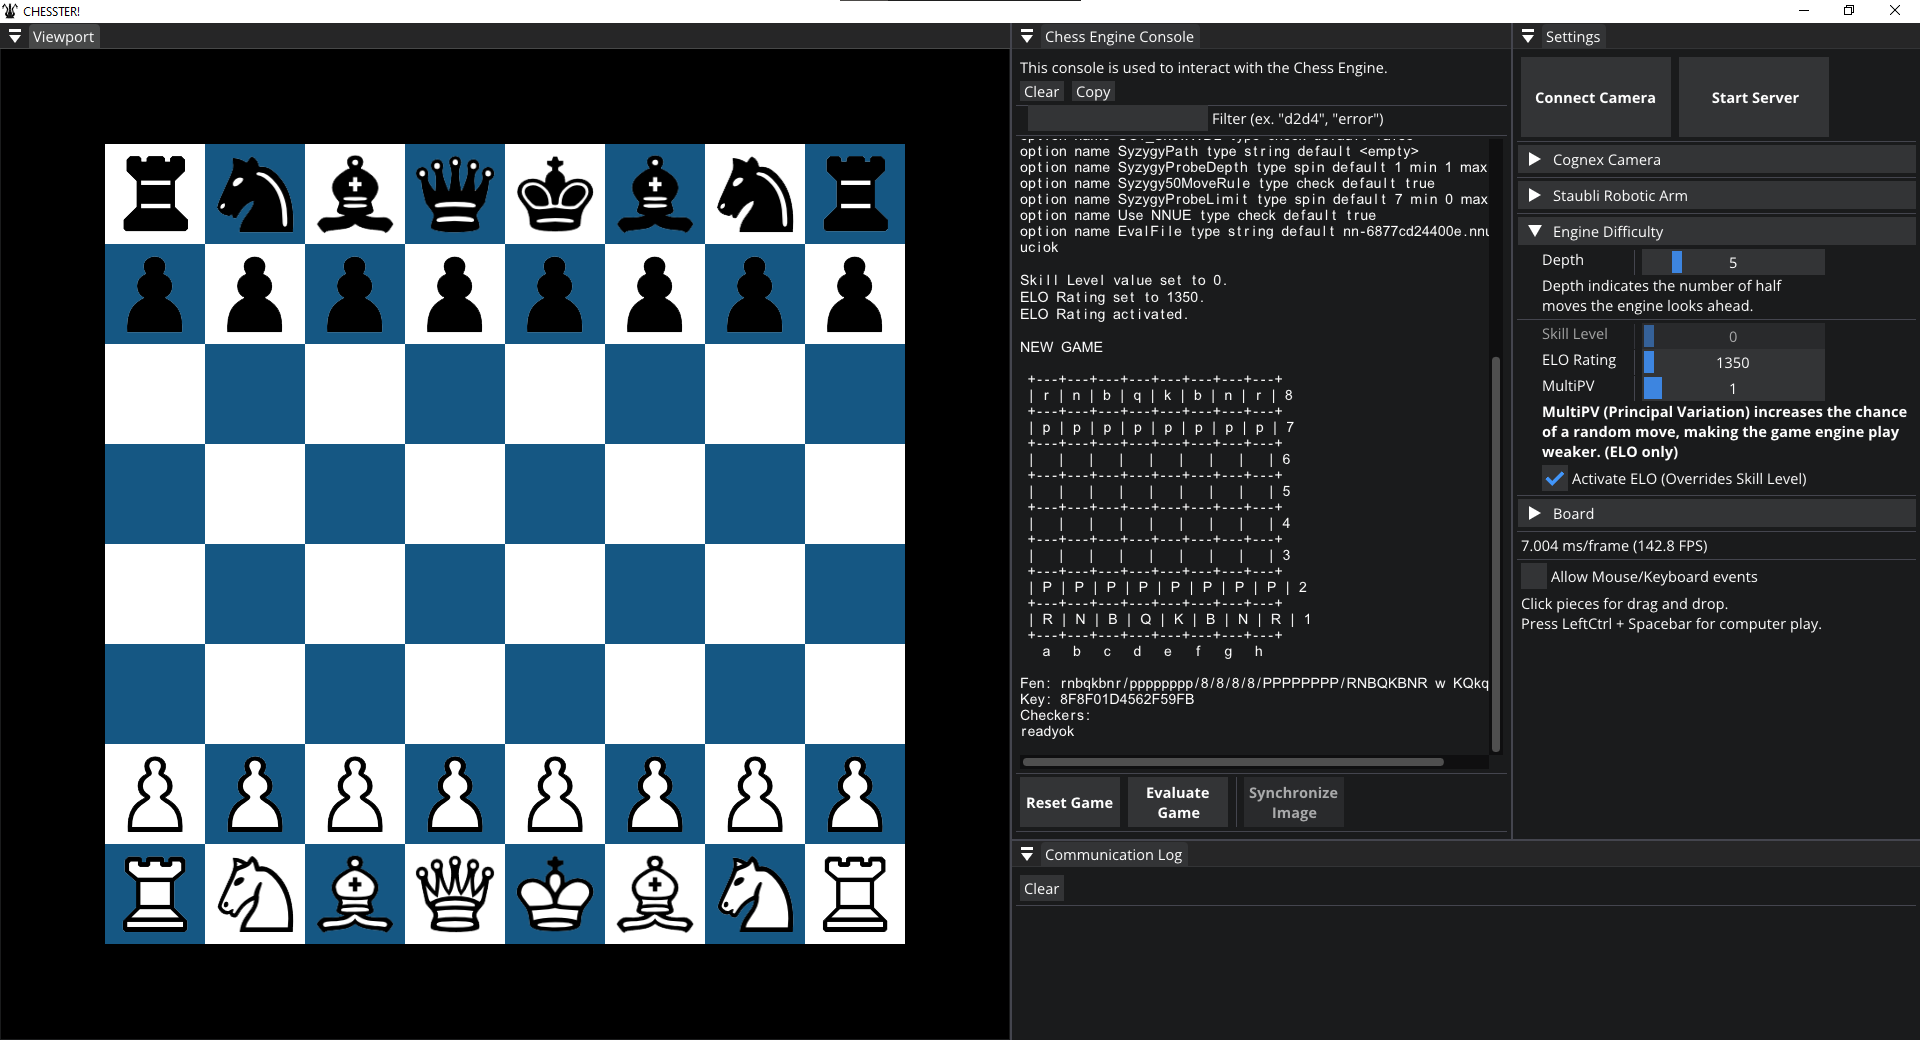 CHESSTER!
Viewport
Chess Engine Console
This console is used to interact with the Chess Engine.
Clear Copy
Filter (ex. "d2d4", "error")
option name SyzygyPath type string default <empty>
option name SyzygyProbeDepth type spin default 1 min 1 max
option name Syzygy50MoveRule type check default true
option name SyzygyProbeLimit type spin default 7 min 0 max
option name Use NNUE type check default true
option name EvalFile type string default nn-6877cd24400e.nnu
uciok
Skill Level value set to 0.
ELO Rating set to 1350.
ELO Rating activated.
NEW GAME
+---+---+---+---+---+---+---+---+
| r | n | b | q | k | b | n | r | 8
+---+---+---+---+---+---+---+---+
| p | p | p | p | p | p | p | p | 7
+---+---+---+---+---+---+---+---+
|   |   |   |   |   |   |   |   | 6
+---+---+---+---+---+---+---+---+
|   |   |   |   |   |   |   |   | 5
+---+---+---+---+---+---+---+---+
|   |   |   |   |   |   |   |   | 4
+---+---+---+---+---+---+---+---+
|   |   |   |   |   |   |   |   | 3
+---+---+---+---+---+---+---+---+
| P | P | P | P | P | P | P | P | 2
+---+---+---+---+---+---+---+---+
| R | N | B | Q | K | B | N | R | 1
+---+---+---+---+---+---+---+---+
a b c d e f g h
Fen: rnbqkbnr/pppppppp/8/8/8/8/PPPPPPPP/RNBQKBNR w KQkq
Key: 8F8F01D4562F59FB
Checkers:
readyok
Reset Game
Evaluate
Game
Synchronize
Image
Communication Log
Clear
Settings
Connect Camera
Start Server
Cognex Camera
Staubli Robotic Arm
Engine Difficulty
Depth 5
Depth indicates the number of half
moves the engine looks ahead.
Skill Level 0
ELO Rating 1350
MultiPV 1
MultiPV (Principal Variation) increases the chance
of a random move, making the game engine play
weaker. (ELO only)
Activate ELO (Overrides Skill Level)
Board
7.004 ms/frame (142.8 FPS)
Allow Mouse/Keyboard events
Click pieces for drag and drop.
Press LeftCtrl + Spacebar for computer play.